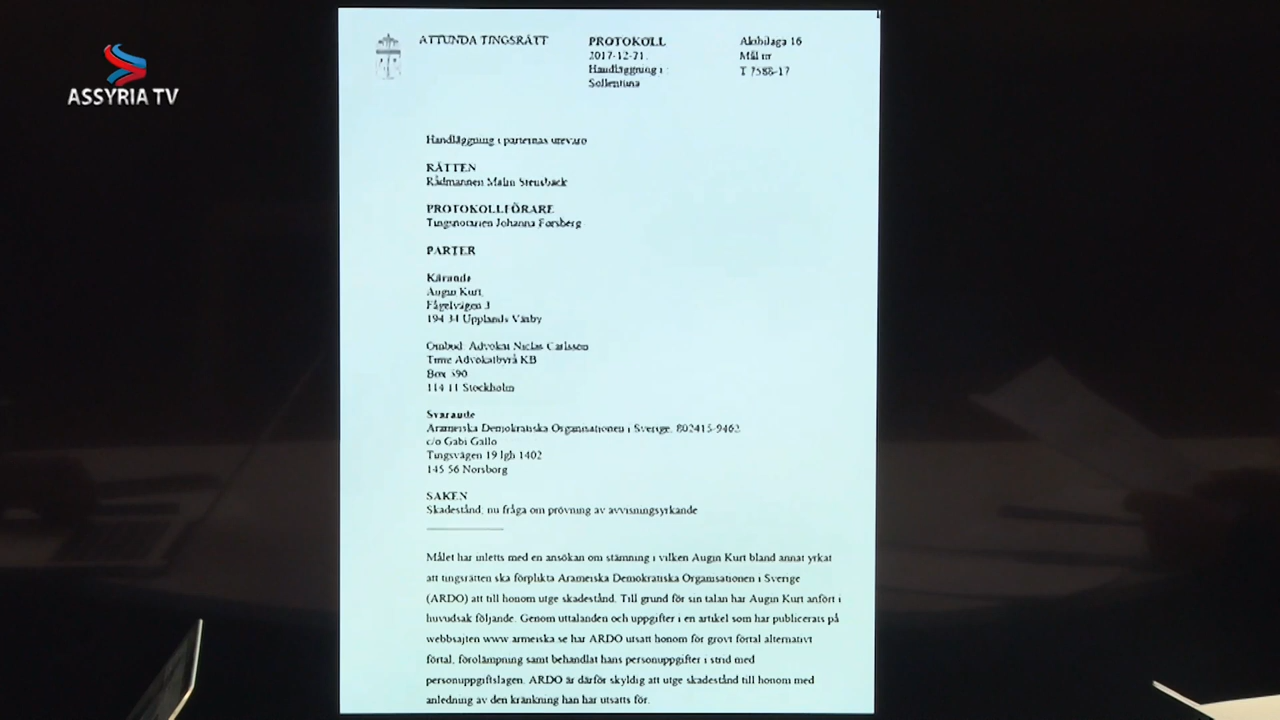 ASSYRIA TV
ATTUNDA TINGSRÄTT
PROTOKOLL
2017-12-21
Handläggning i
Sollentuna
Aktbilaga 16
Mål nr
T 7588-17
Handläggning i parternas utevaro
RÄTTEN
Rådmannen Malin Stensbäck
PROTOKOLLFÖRARE
Tingsnotarien Johanna Forsberg
PARTER
Kärande
Augin Kurt
Fågelvägen 3
194 34 Upplands Väsby
Ombud: Advokat Niclas Carlsson
Time Advokatbyrå KB
Box 590
114 11 Stockholm
Svarande
Arameiska Demokratiska Organisationen i Sverige, 802415-9462
c/o Gabi Gallo
Tingsvägen 19 lgh 1402
145 56 Norsborg
SAKEN
Skadestånd; nu fråga om prövning av avvisningsyrkande
Målet har inletts med en ansökan om stämning i vilken Augin Kurt bland annat yrkat
att tingsrätten ska förplikta Arameiska Demokratiska Organisationen i Sverige
(ARDO) att till honom utge skadestånd. Till grund för sin talan har Augin Kurt anfört i
huvudsak följande. Genom uttalanden och uppgifter i en artikel som har publicerats på
webbsajten www armeiska se har ARDO utsatt honom för grovt förtal alternativt
förtal, förolämpning samt behandlat hans personuppgifter i strid med
personuppgiftslagen. ARDO är därför skyldig att utge skadestånd till honom med
anledning av den kränkning han har utsatts för.